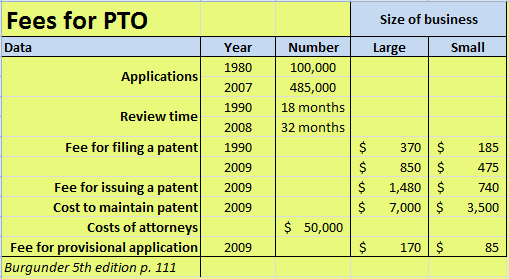 Fees for PTO Size of business
Data Year Number Large Small
Applications 1980 100,000
2007 485,000
Review time 1990 18 months
2008 32 months
Fee for filing a patent 1990 $ 370 $ 185
2009 $ 850 $ 475
Fee for issuing a patent 2009 $ 1,480 $ 740
Cost to maintain patent 2009 $ 7,000 $ 3,500
Costs of attorneys $ 50,000
Fee for provisional application 2009 $ 170 $ 85
Burgunder 5th edition p. 111